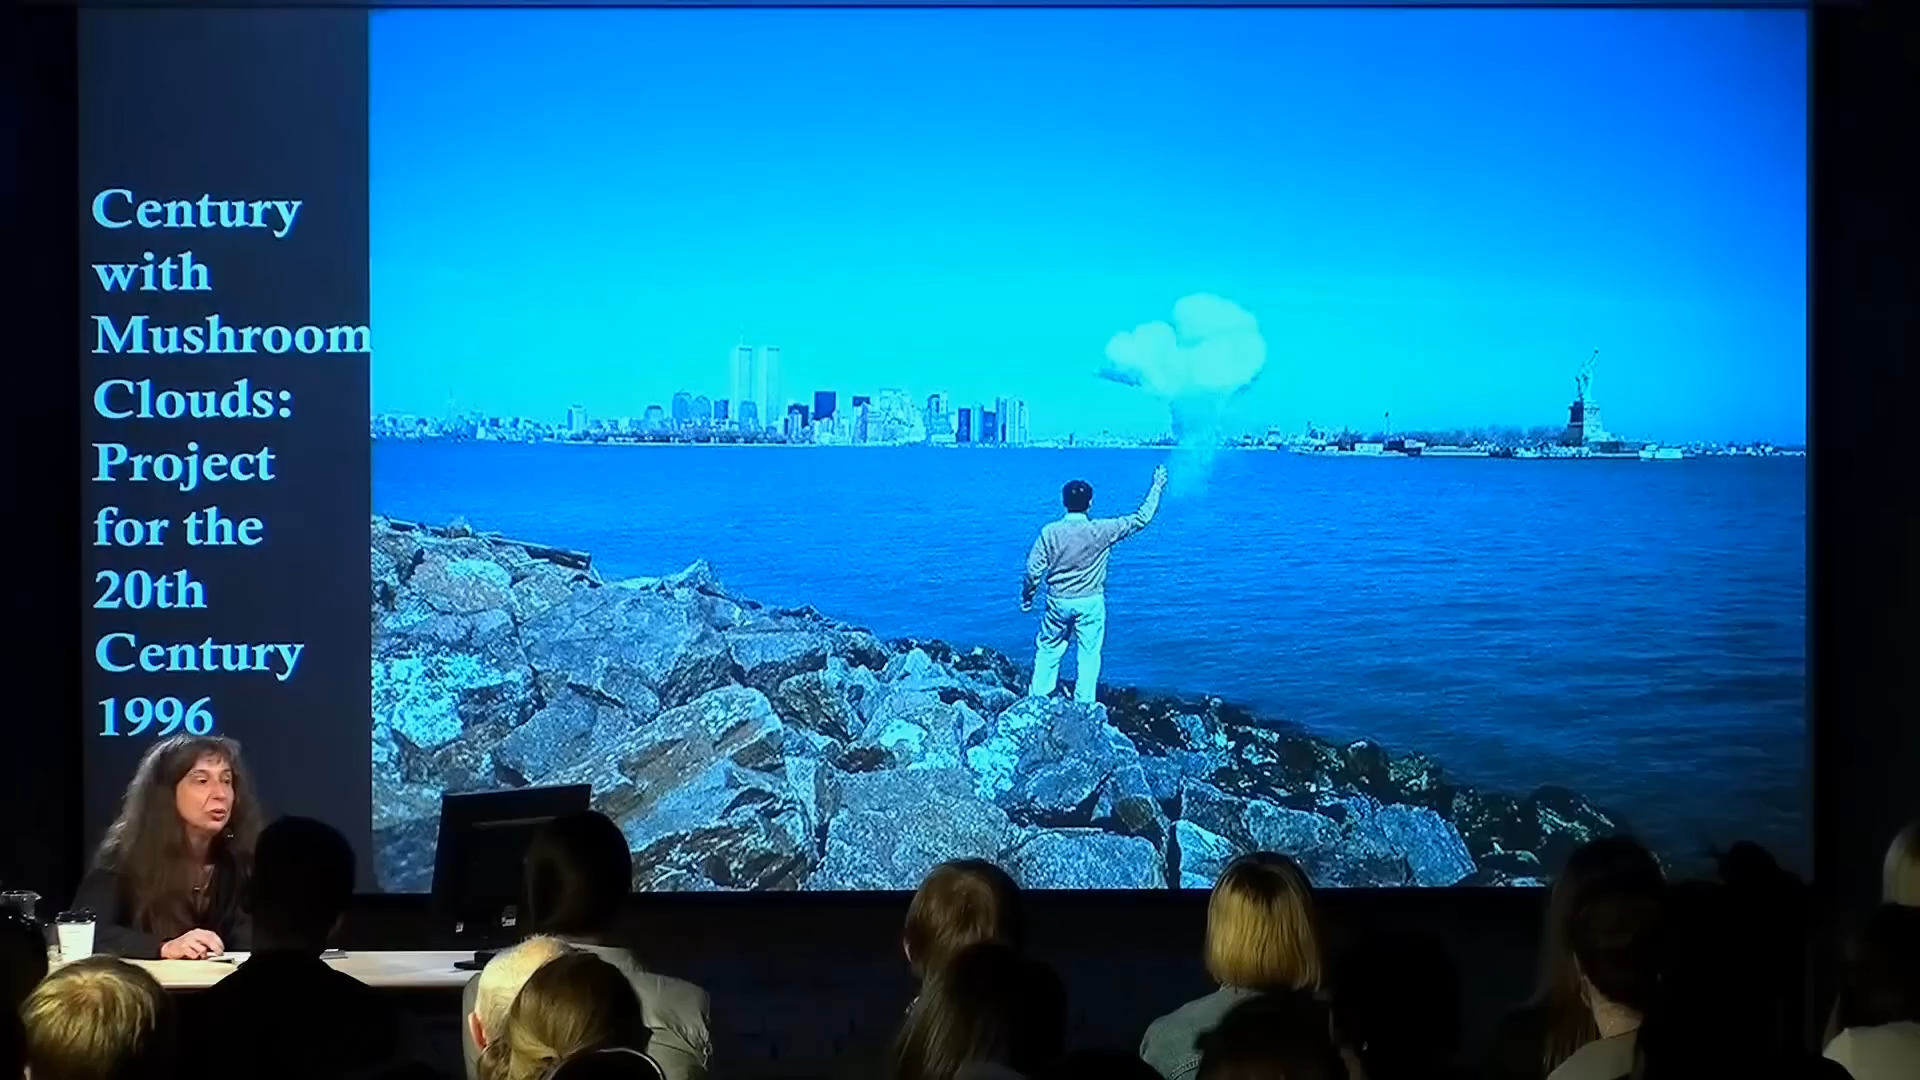 Century
with
Mushroom
Clouds:
Project
for the
20th
Century
1996